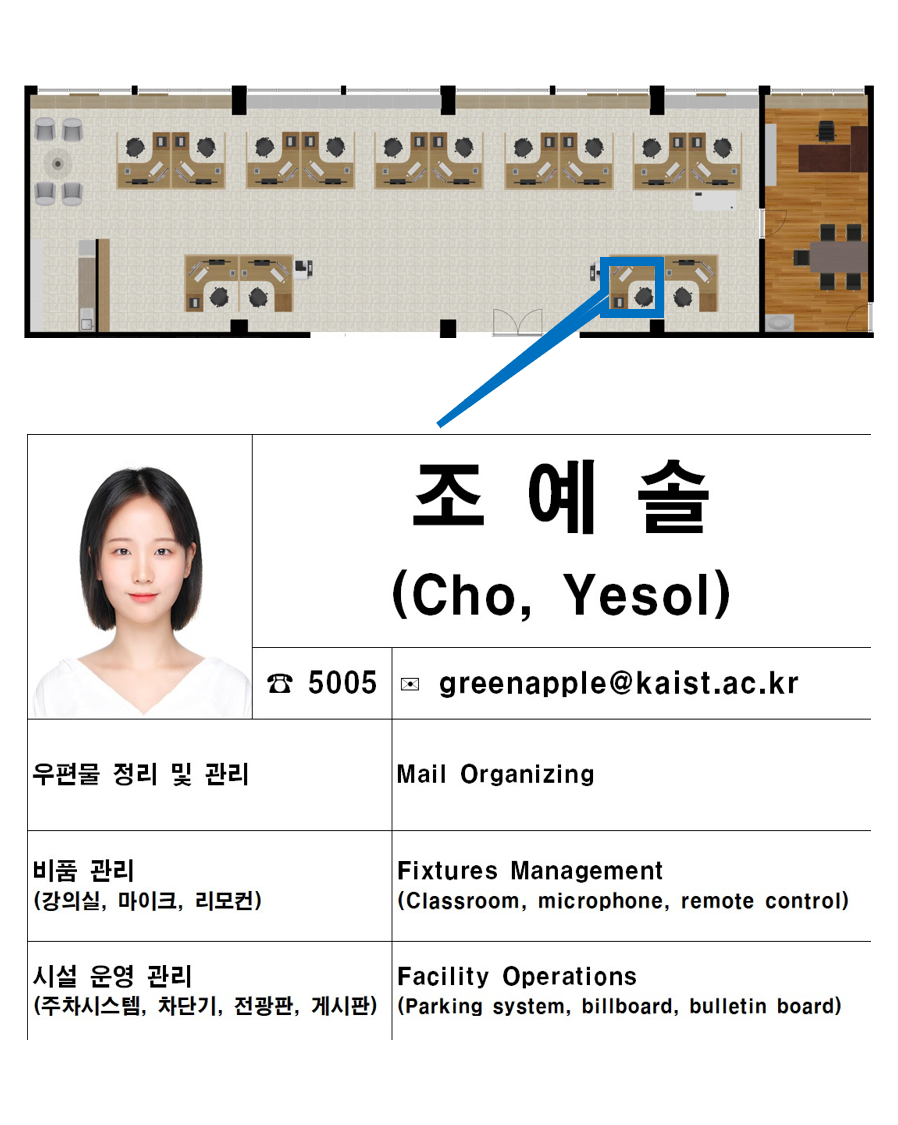 조 예 솔
(Cho, Yesol)
☎ 5005
✉ greenapple@kaist.ac.kr
우편물 정리 및 관리
Mail Organizing
비품 관리
(강의실, 마이크, 리모컨)
Fixtures Management
(Classroom, microphone, remote control)
시설 운영 관리
(주차시스템, 차단기, 전광판, 게시판)
Facility Operations
(Parking system, billboard, bulletin board)